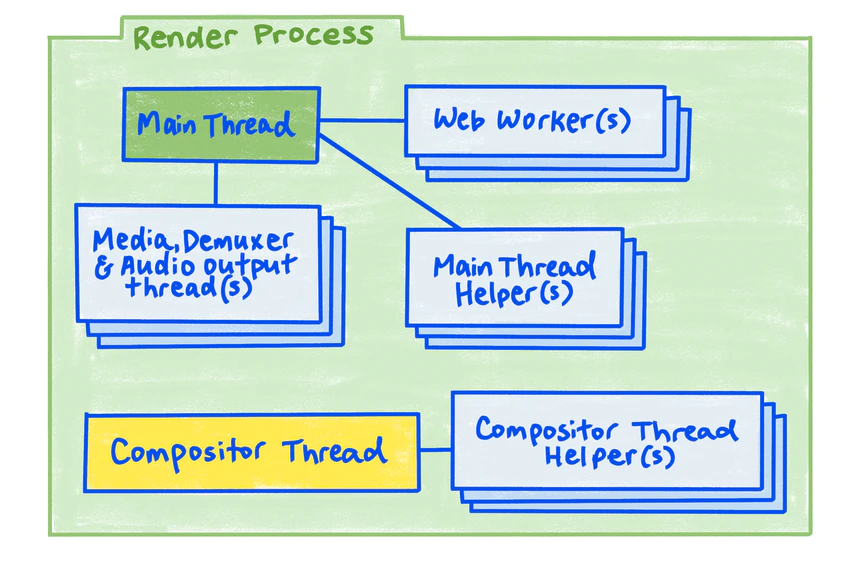 Render Process
Main Thread
Web Worker(s)
Media, Demuxer
& Audio output
thread(s)
Main Thread
Helper(s)
Compositor Thread
Compositor Thread
Helper(s)